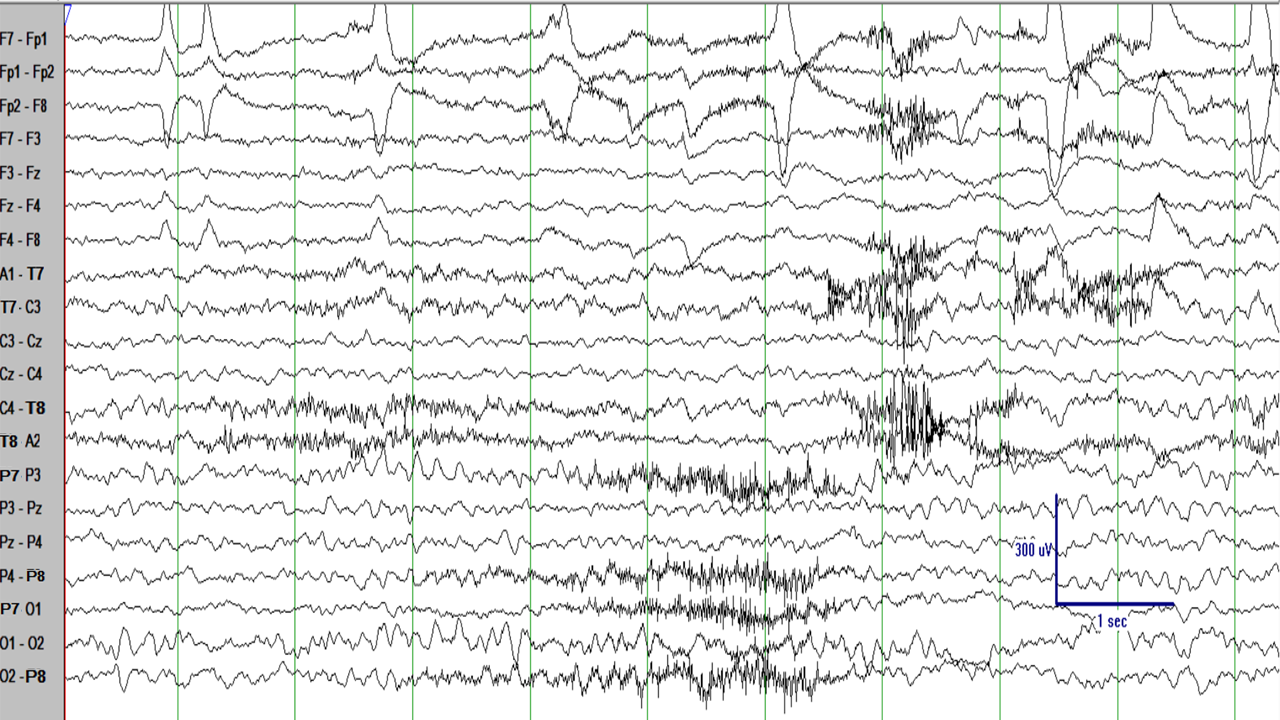 F7 - Fp1
Fp1 - Fp2
Fp2 - F8
F7 - F3
F3 - Fz
Fz - F4
F4 - F8
A1 - T7
T7 - C3
C3 - Cz
Cz - C4
C4 - T8
T8 A2
P7 P3
P3 - Pz
Pz - P4
P4 - P8
P7 O1
O1 - O2
O2 - P8
300 uV
1 sec